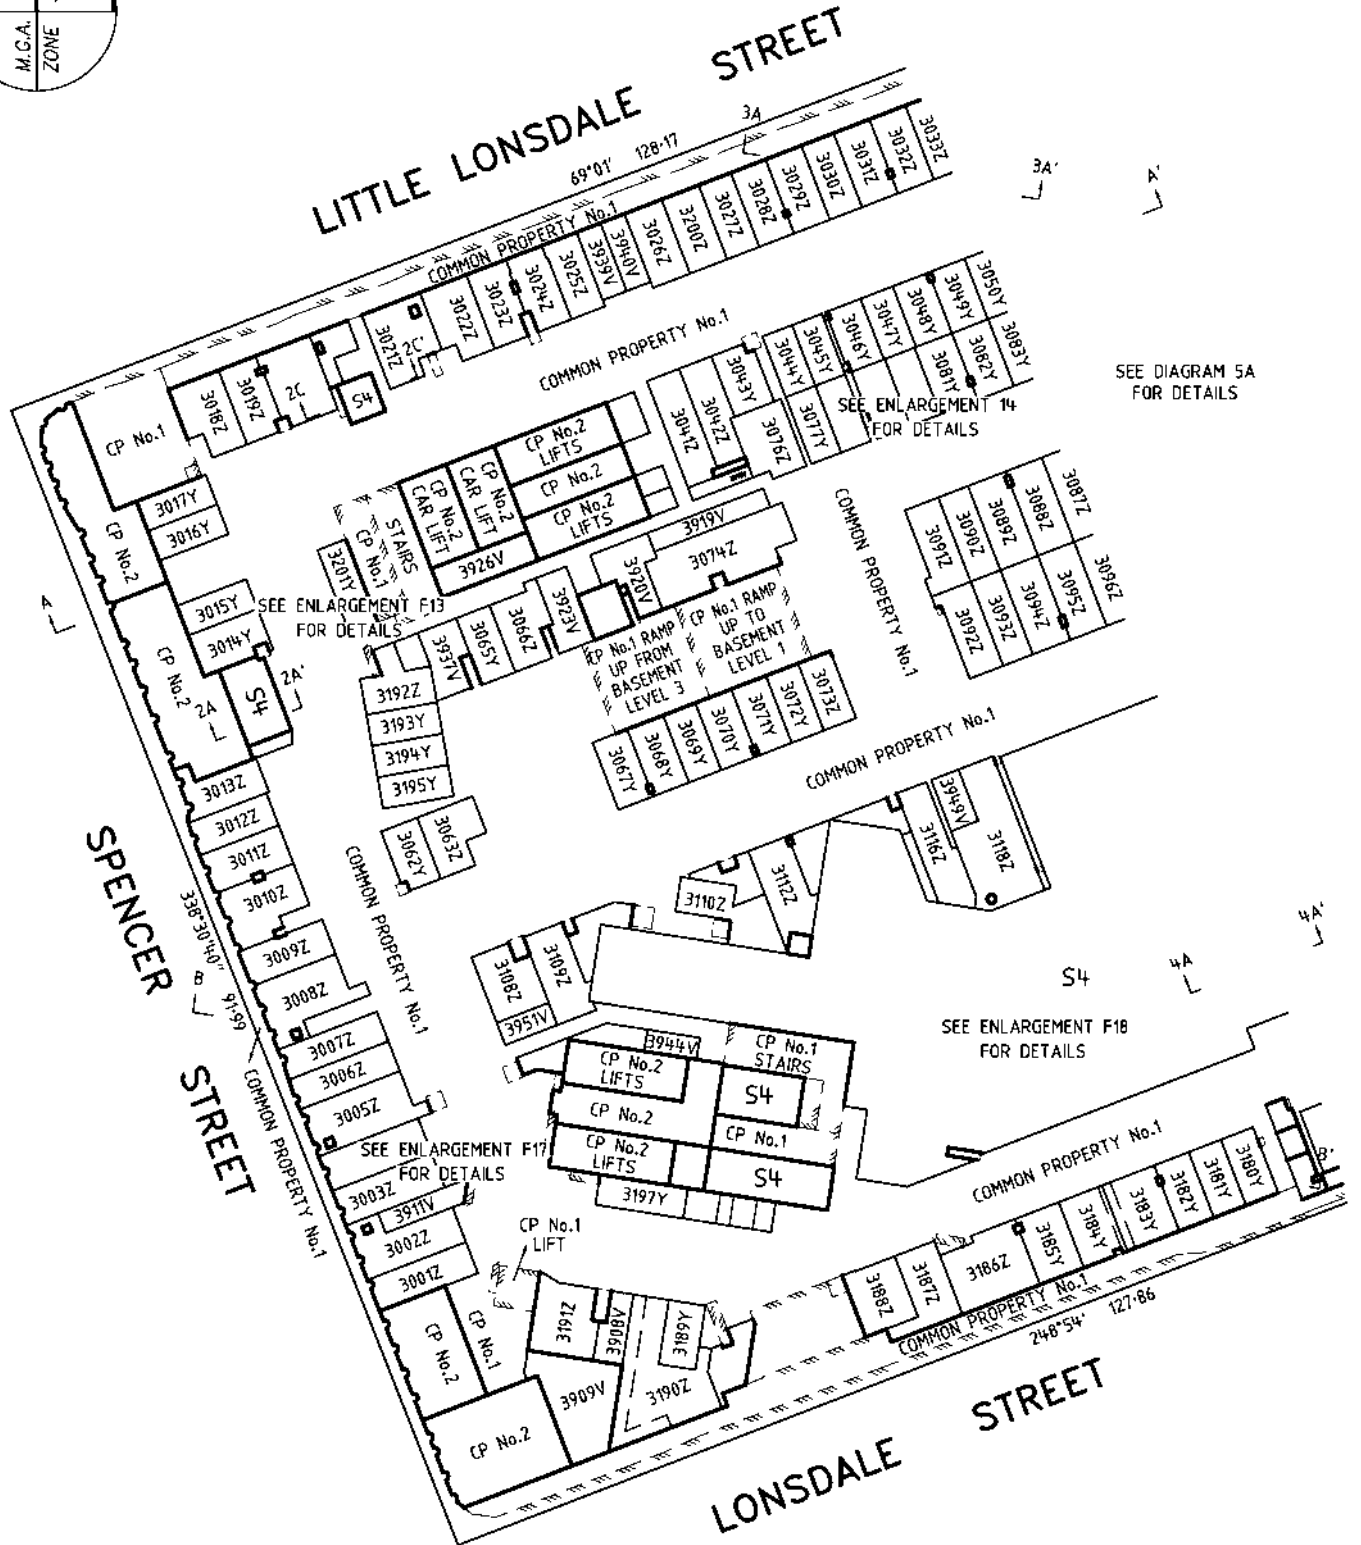 M.G.A.
ZONE
LITTLE LONSDALE STREET
69°01' 128·17
3A
3A'
A'
COMMON PROPERTY No.1
3018Z
3019Z
2C
3021Z
2C'
3022Z
3023Z
3024Z
3025Z
3939V
3940V
3026Z
3200Z
3027Z
3028Z
3029Z
3030Z
3031Z
3032Z
3033Z
S4
CP No.1
COMMON PROPERTY No.1
3041Z
3042Z
3043Y
3044Y
3045Y
3046Y
3047Y
3048Y
3049Y
3050Y
3076Z
3077Y
3081Y
3082Y
3083Y
SEE ENLARGEMENT 14
FOR DETAILS
SEE DIAGRAM 5A
FOR DETAILS
3017Y
3016Y
CP No.2
3015Y
3014Y
3201Y
CP No.1
STAIRS
CP No.2
CAR LIFT
CP No.2
CAR LIFT
CP No.2
LIFTS
CP No.2
CP No.2
LIFTS
3926V
3919V
3074Z
3920V
3923V
3066Z
3065Y
3937V
COMMON PROPERTY No.1
3091Z
3090Z
3089Z
3088Z
3087Z
3092Z
3093Z
3094Z
3095Z
3096Z
A
SEE ENLARGEMENT F13
FOR DETAILS
CP No.2
2A
2A'
S4
3192Z
3193Y
3194Y
3195Y
CP No.1 RAMP
UP FROM
BASEMENT
LEVEL 3
CP No.1 RAMP
UP TO
BASEMENT
LEVEL 1
3067Y
3068Y
3069Y
3070Y
3071Y
3072Y
3073Z
COMMON PROPERTY No.1
3013Z
3012Z
3011Z
3010Z
3009Z
3008Z
3007Z
3006Z
3005Z
3003Z
3911V
3002Z
3001Z
3062Y
3063Z
COMMON PROPERTY No.1
SPENCER STREET
338°30'40"
91·99
B
COMMON PROPERTY No.1
3949V
3116Z
3118Z
3112Z
3110Z
3108Z
3109Z
3951V
S4
4A
4A'
SEE ENLARGEMENT F18
FOR DETAILS
3944V
CP No.1
STAIRS
CP No.2
LIFTS
S4
CP No.2
CP No.1
CP No.2
LIFTS
S4
3197Y
SEE ENLARGEMENT F17
FOR DETAILS
CP No.1
LIFT
COMMON PROPERTY No.1
3188Z
3187Z
3186Z
3185Y
3184Y
3183Y
3182Y
3181Y
3180Y
B'
COMMON PROPERTY No.1
248°54' 127·86
CP No.2
CP No.1
CP No.2
3191Z
3908V
3189Y
3909V
3190Z
LONSDALE STREET